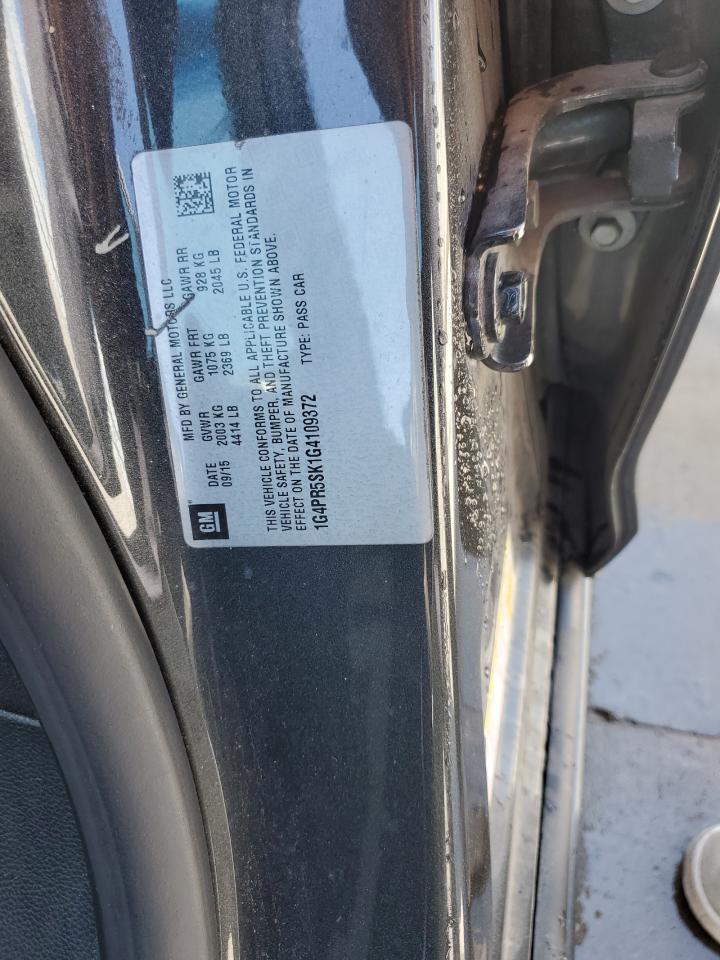 MFD BY GENERAL MOTORS LLC
DATE GVWR GAWR FRT GAWR RR
09/15 2003 KG 1075 KG 928 KG
4414 LB 2369 LB 2045 LB
GM ®
THIS VEHICLE CONFORMS TO ALL APPLICABLE U.S. FEDERAL MOTOR
VEHICLE SAFETY, BUMPER, AND THEFT PREVENTION STANDARDS IN
EFFECT ON THE DATE OF MANUFACTURE SHOWN ABOVE.
1G4PR5SK1G4109372 TYPE: PASS CAR